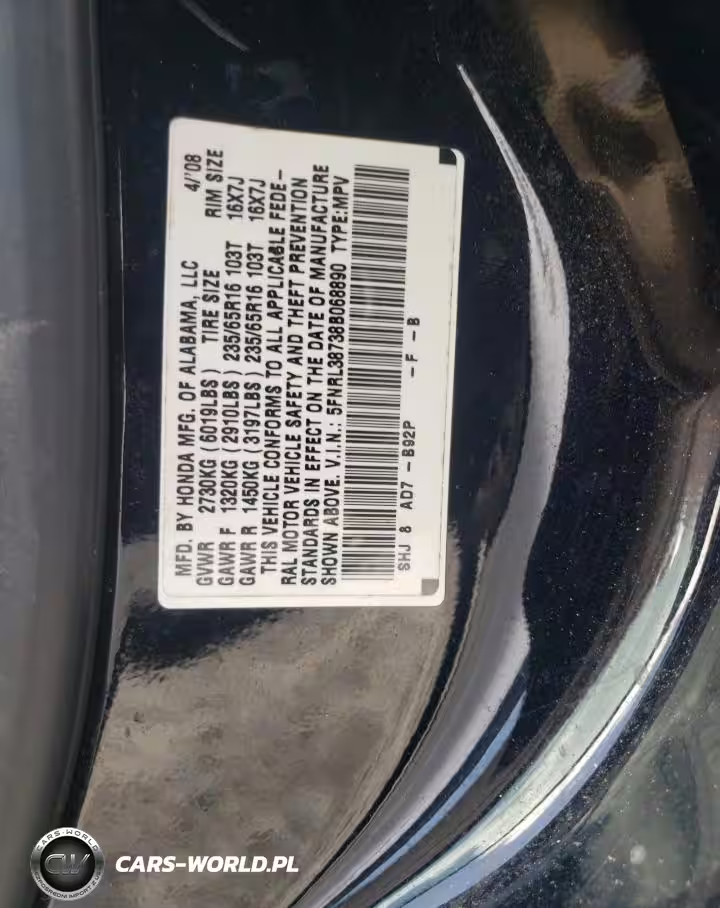 MFD. BY HONDA MFG. OF ALABAMA, LLC 4/'08
GVWR 2730KG (6019LBS) TIRE SIZE RIM SIZE
GAWR F 1320KG (2910LBS) 235/65R16 103T 16X7J
GAWR R 1450KG (3197LBS) 235/65R16 103T 16X7J
THIS VEHICLE CONFORMS TO ALL APPLICABLE FEDE-
RAL MOTOR VEHICLE SAFETY AND THEFT PREVENTION
STANDARDS IN EFFECT ON THE DATE OF MANUFACTURE
SHOWN ABOVE. V.I.N.: 5FNRL38738B068890 TYPE:MPV
SHJ 8 AD7 -B92P -F -B
CARS-WORLD
CW
CARS-WORLD.PL